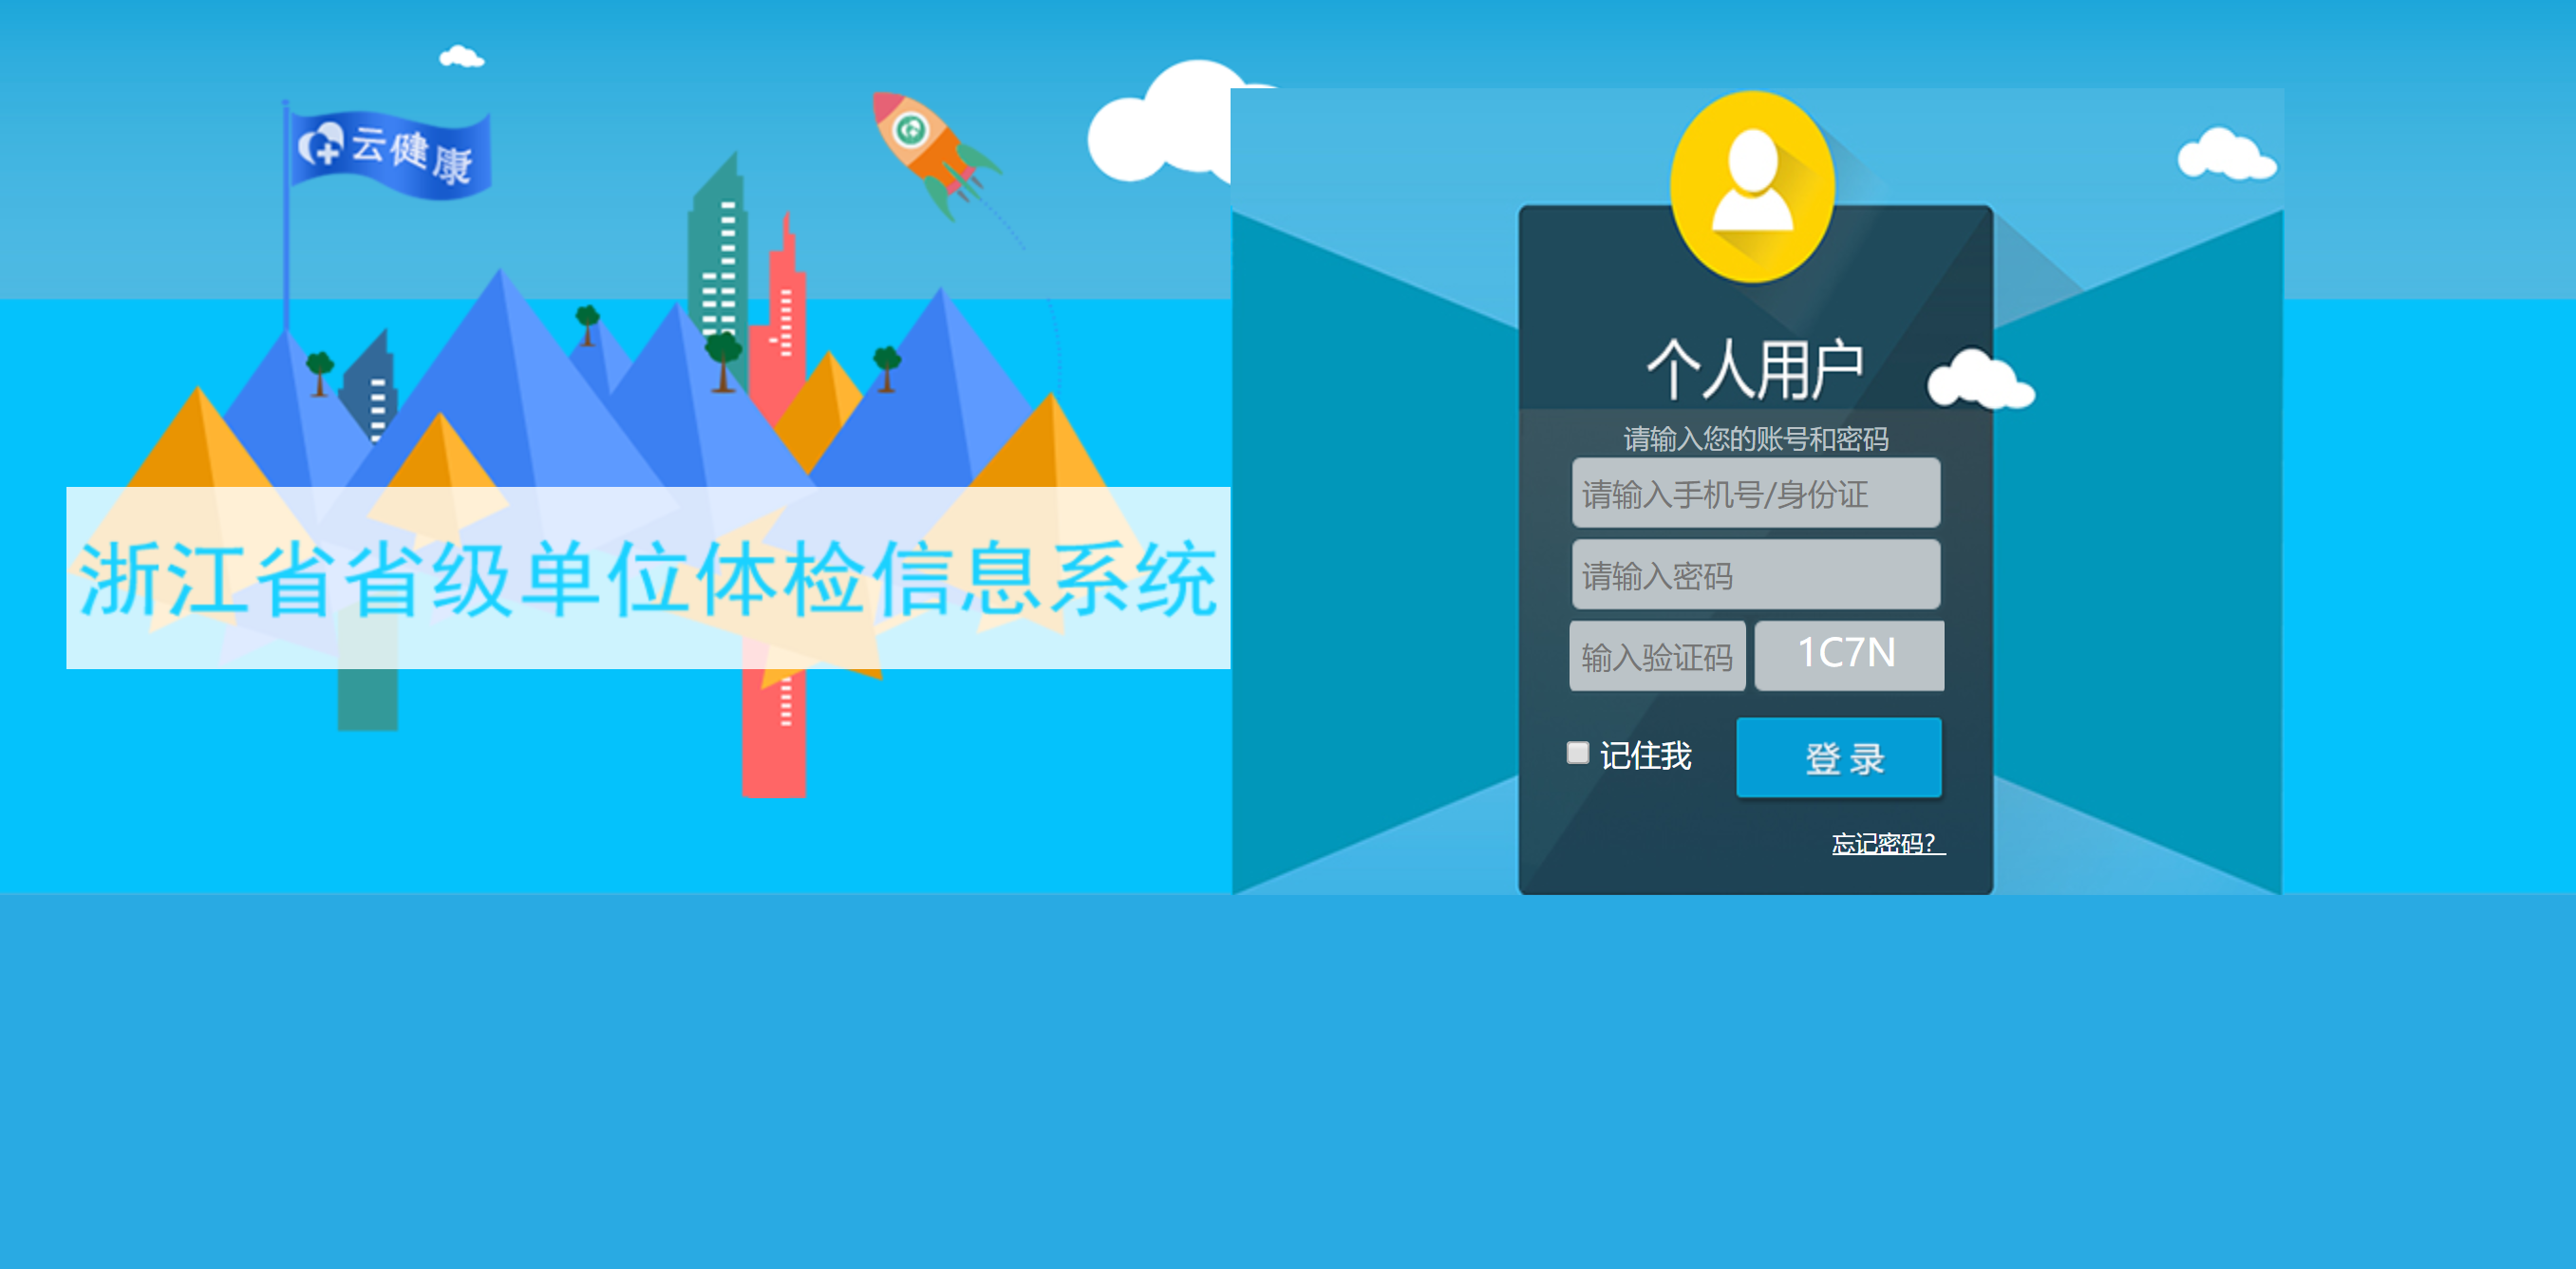 云健康
浙江省省级单位体检信息系统
个人用户
请输入您的账号和密码
请输入手机号/身份证
请输入密码
输入验证码
1C7N
记住我
登 录
忘记密码?